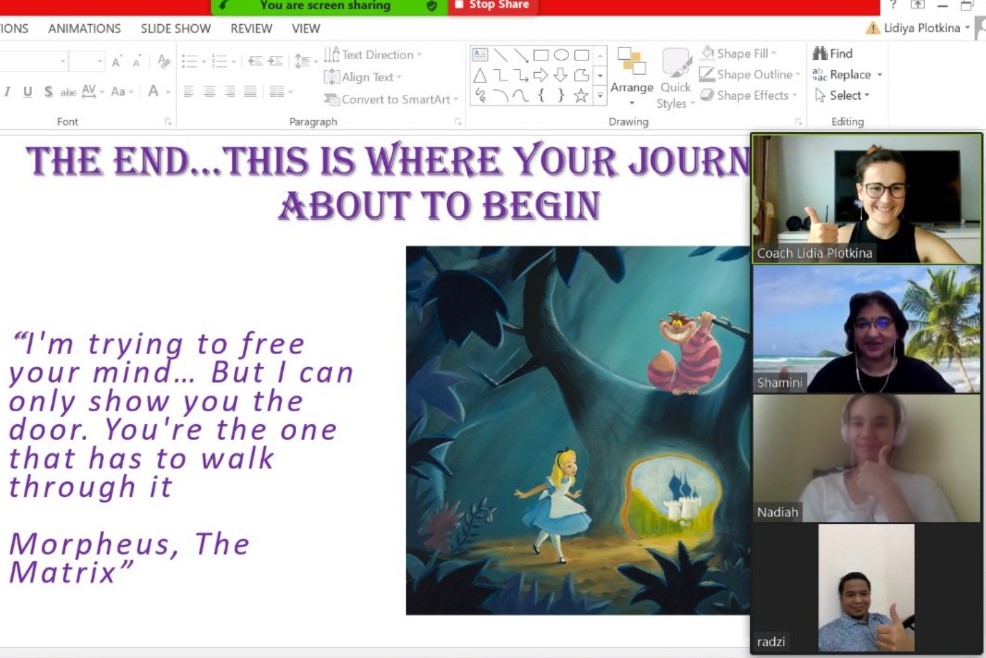 You are screen sharing
Stop Share
?
IONS ANIMATIONS SLIDE SHOW REVIEW VIEW
Lidiya Plotkina
Text Direction
Shape Fill
Find
I U S abc AV Aa A
Align Text
Arrange
Quick
Styles
Shape Outline
Replace
Convert to SmartArt
Shape Effects
Select
Font
Paragraph
Drawing
Editing
THE END...THIS IS WHERE YOUR JOURN
ABOUT TO BEGIN
“I'm trying to free
your mind... But I can
only show you the
door. You're the one
that has to walk
through it
Morpheus, The
Matrix”
Coach Lidia Plotkina
Shamini
Nadiah
radzi